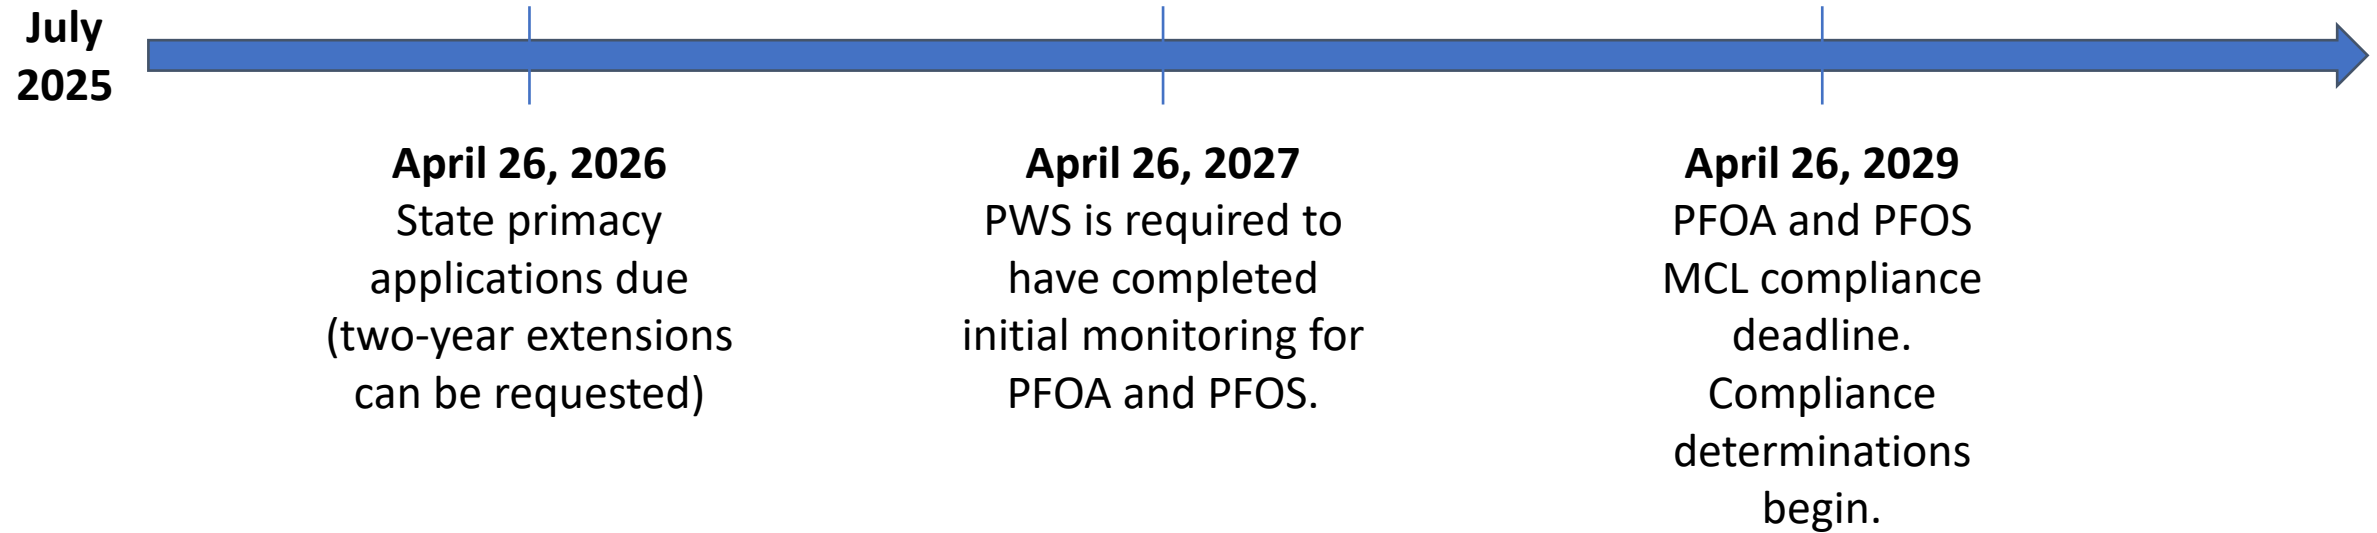 July
2025
April 26, 2026
State primacy
applications due
(two-year extensions
can be requested)
April 26, 2027
PWS is required to
have completed
initial monitoring for
PFOA and PFOS.
April 26, 2029
PFOA and PFOS
MCL compliance
deadline.
Compliance
determinations
begin.